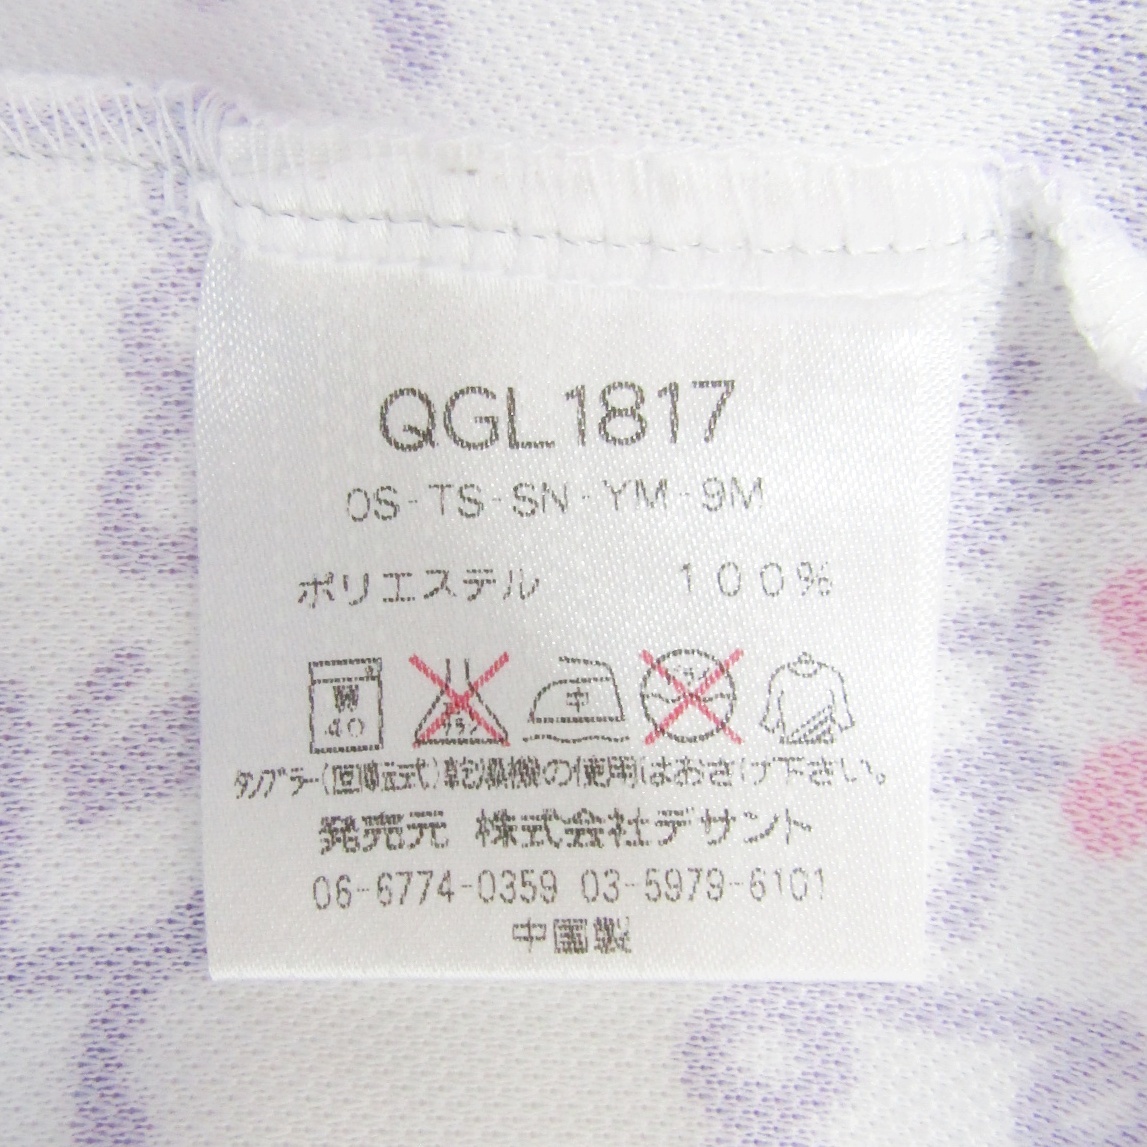 QGL1817
OS-TS-SN-YM-9M
ポリエステル 100%
W 40 中
タンブラー(回転式)乾燥機の使用はおさけ下さい。
発売元 株式会社デサント
06-6774-0359 03-5979-6101
中国製